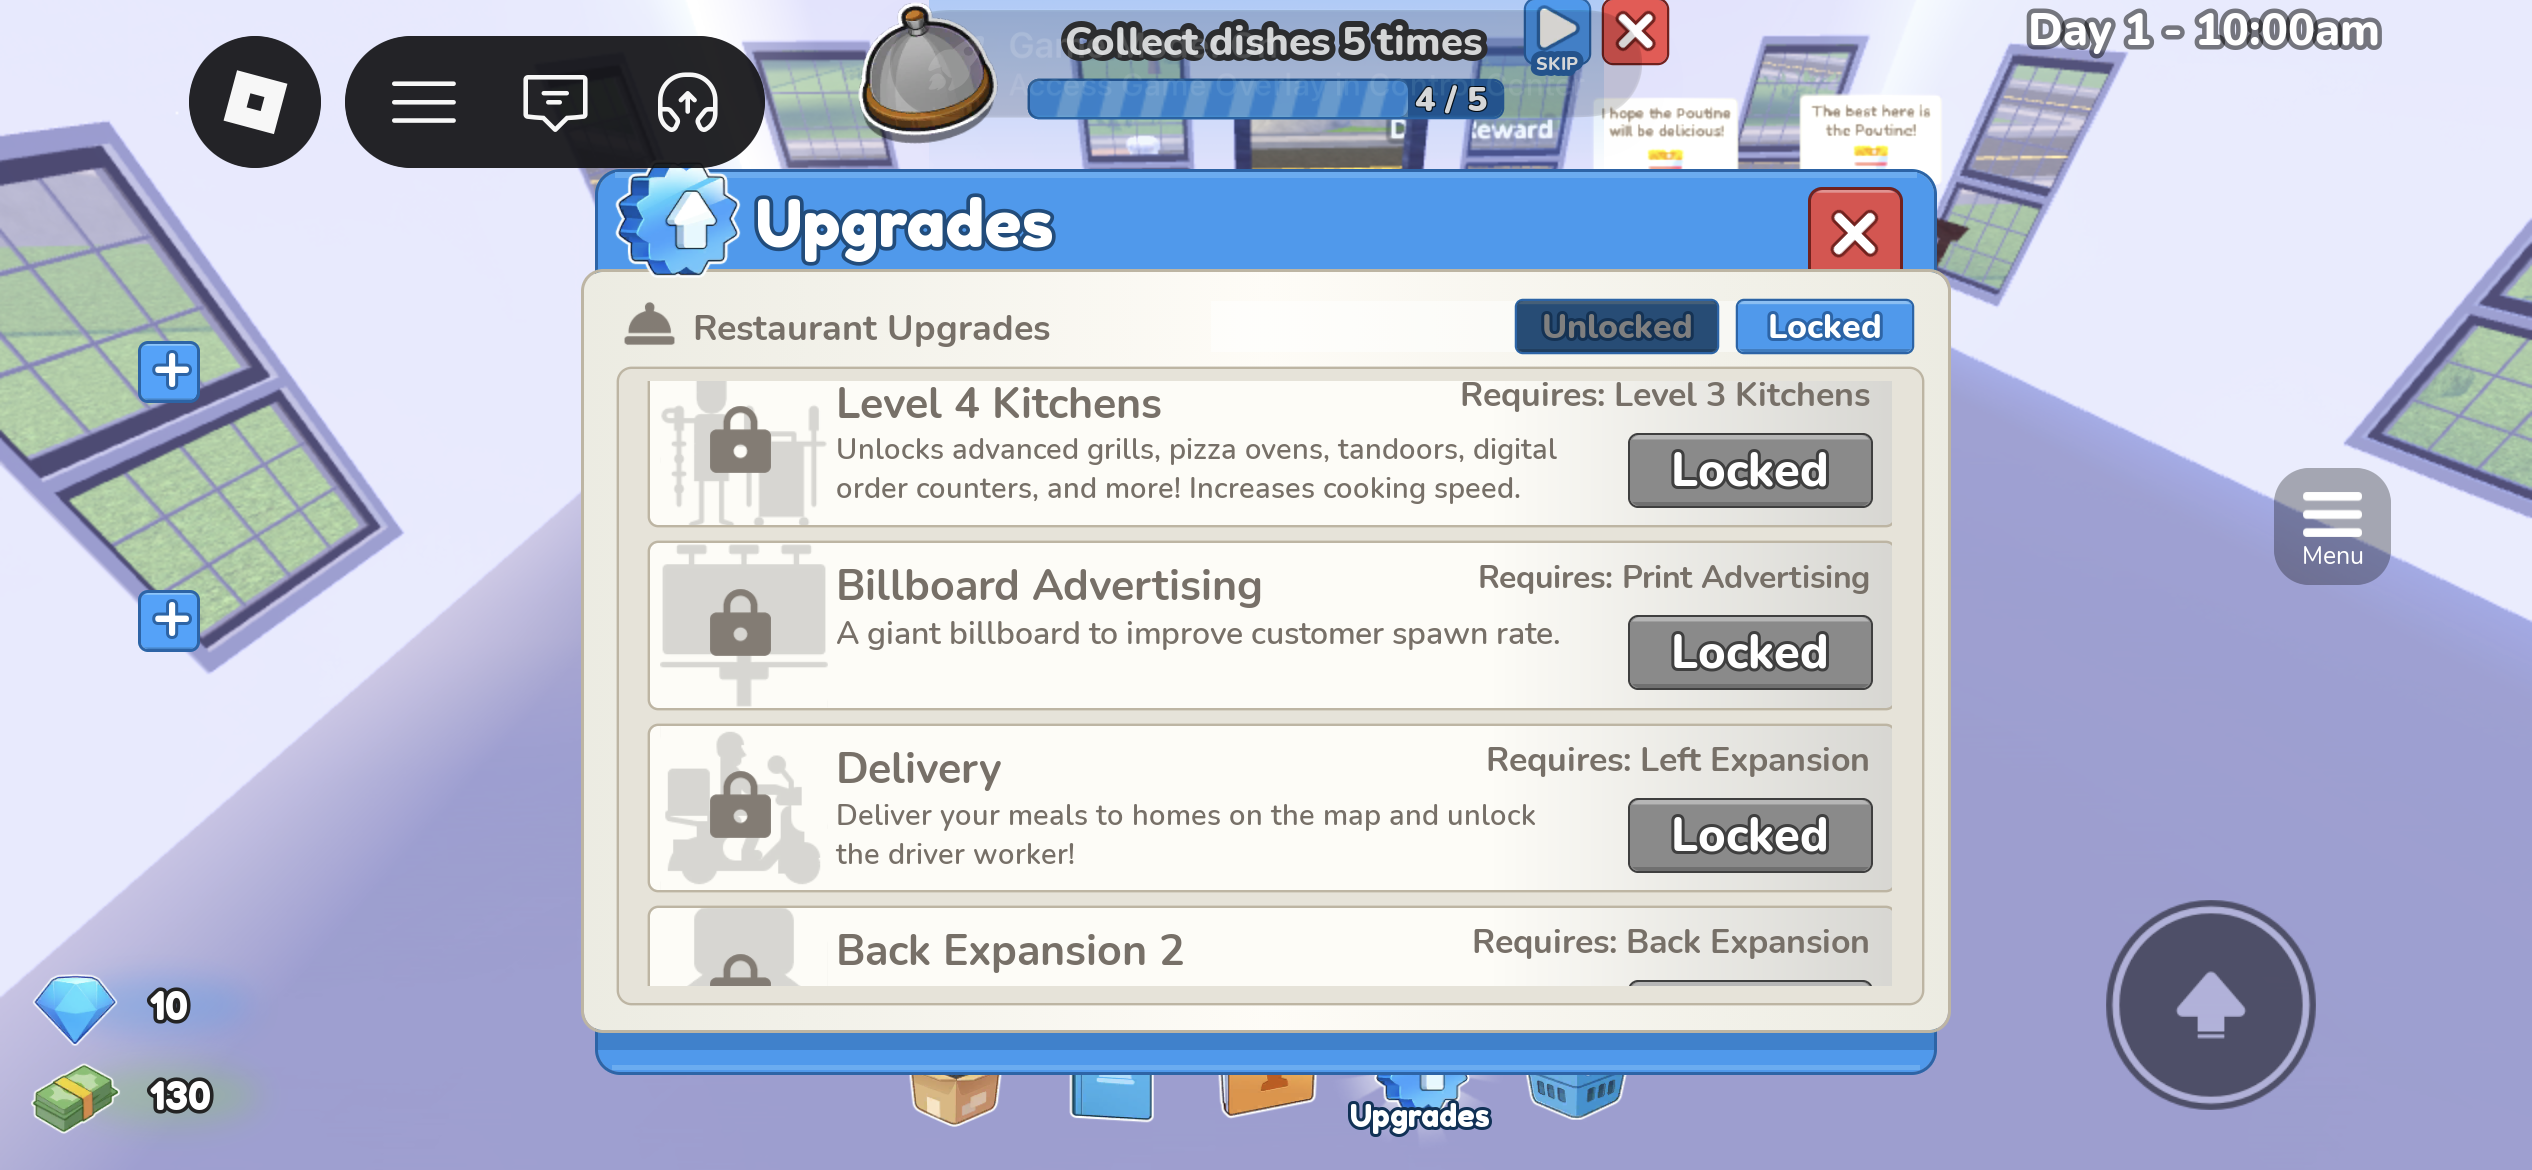 Collect dishes 5 times
SKIP
Day 1 - 10:00am
4 / 5
eward
I hope the Poutine
will be delicious!
The best here is
the Poutine!
Upgrades
Restaurant Upgrades
Unlocked
Locked
Level 4 Kitchens
Requires: Level 3 Kitchens
Unlocks advanced grills, pizza ovens, tandoors, digital
order counters, and more! Increases cooking speed.
Locked
Billboard Advertising
Requires: Print Advertising
A giant billboard to improve customer spawn rate.
Locked
Delivery
Requires: Left Expansion
Deliver your meals to homes on the map and unlock
the driver worker!
Locked
Back Expansion 2
Requires: Back Expansion
Menu
10
130
Upgrades